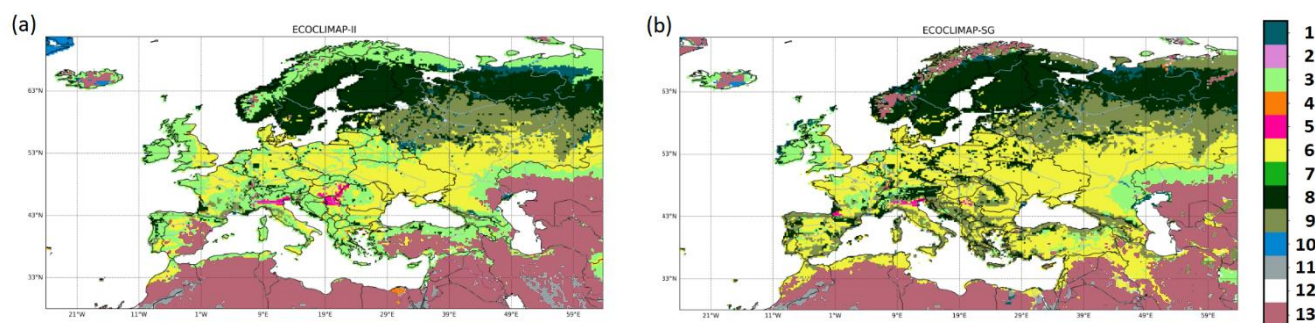 (a)
ECOCLIMAP-II
63°N
53°N
43°N
33°N
21°W
11°W
1°W
9°E
19°E
29°E
39°E
49°E
59°E
(b)
ECOCLIMAP-SG
63°N
53°N
43°N
33°N
21°W
11°W
1°W
9°E
19°E
29°E
39°E
49°E
59°E
1
2
3
4
5
6
7
8
9
10
11
12
13